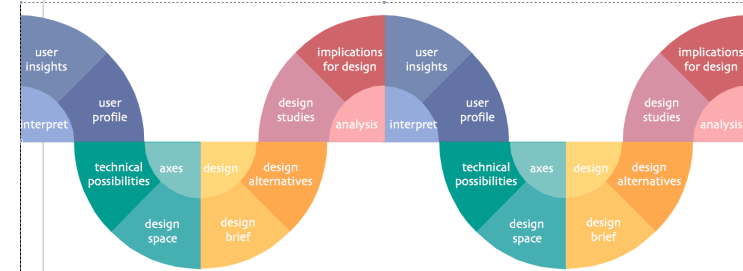 user
insights
user
profile
interpret
technical
possibilities
axes
design
space
design
design
brief
design
alternatives
design
studies
implications
for design
analysis
user
insights
user
profile
interpret
technical
possibilities
axes
design
space
design
design
brief
design
alternatives
design
studies
implications
for design
analysis